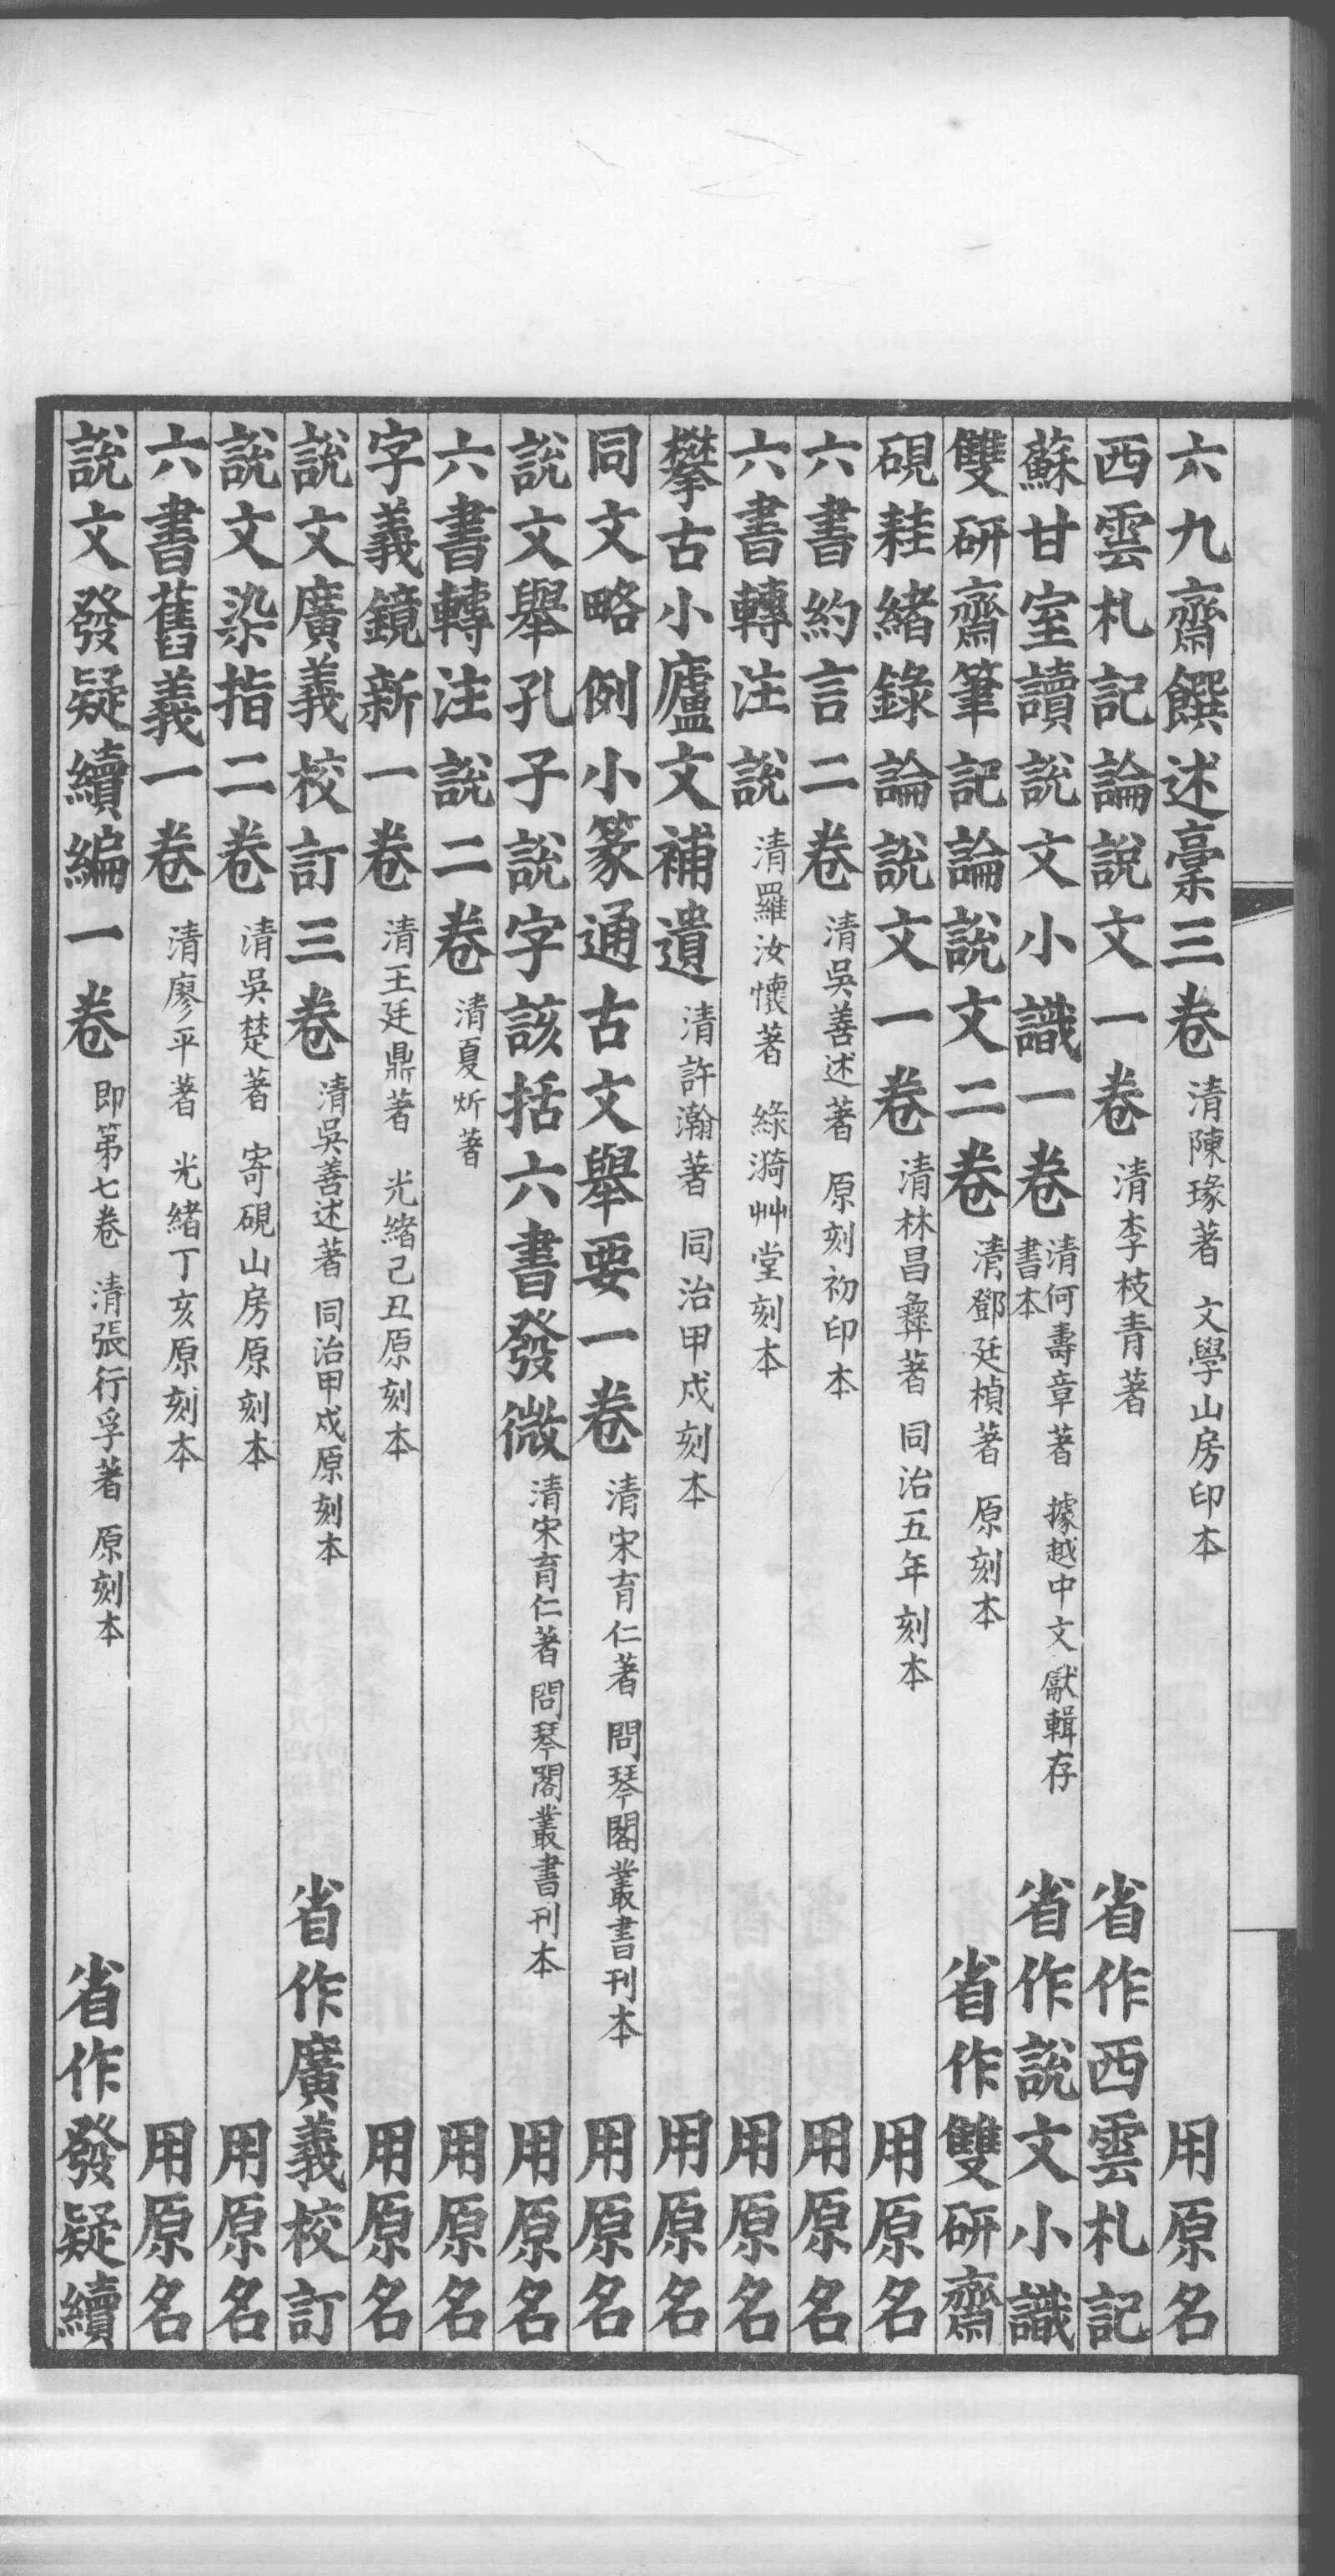 六九齋饌述稾三卷 清陳瑑著 文學山房印本 用原名
西雲札記論說文一卷 清李枝青著 省作西雲札記
蘇甘室讀說文小識一卷 清何壽章著 據越中文獻輯存書本 省作說文小識
雙研齋筆記論說文二卷 清鄧廷楨著 原刻本 省作雙研齋
硯耕緒錄論說文一卷 清林昌彝著 同治五年刻本 用原名
六書約言二卷 清吳善述著 原刻初印本 用原名
六書轉注說 清羅汝懷著 綠漪艸堂刻本 用原名
攀古小廬文補遺 清許瀚著 同治甲戍刻本 用原名
同文略例小篆通古文舉要一卷 清宋育仁著 問琴閣叢書刊本 用原名
說文舉孔子說字該括六書發微 清宋育仁著 問琴閣叢書刊本 用原名
六書轉注說二卷 清夏炘著 用原名
字義鏡新一卷 清王廷鼎著 光緒己丑原刻本 用原名
說文廣義校訂三卷 清吳善述著 同治甲戍原刻本 省作廣義校訂
說文染指二卷 清吳楚著 寄硯山房原刻本 用原名
六書舊義一卷 清廖平著 光緒丁亥原刻本 用原名
說文發疑續編一卷 即第七卷 清張行孚著 原刻本 省作發疑續